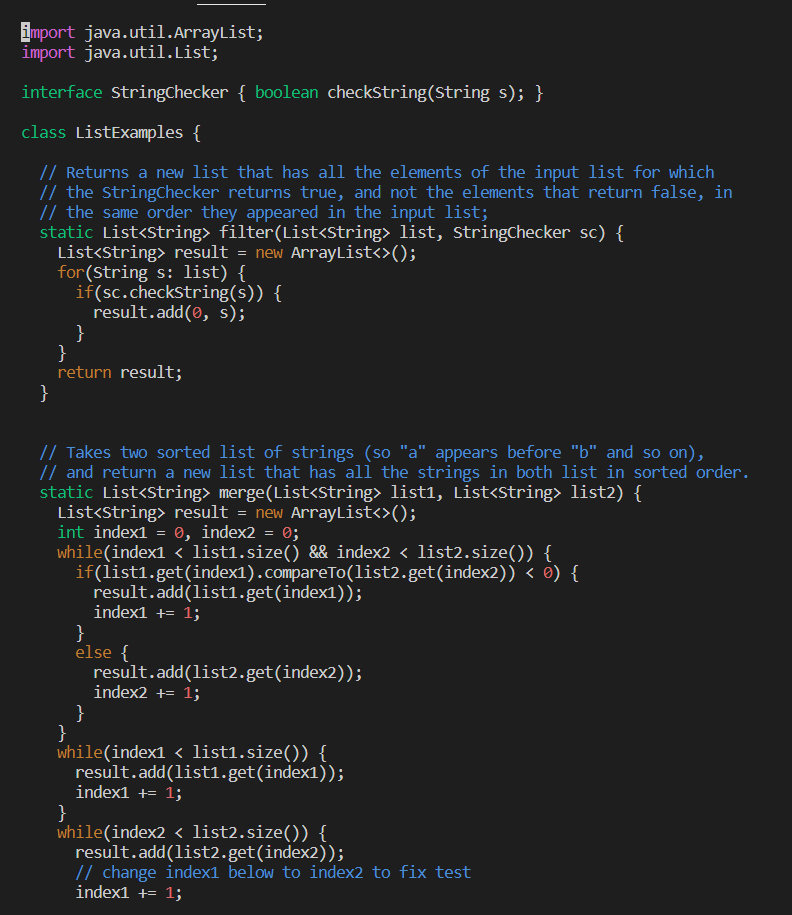 import java.util.ArrayList;
import java.util.List;

interface StringChecker { boolean checkString(String s); }

class ListExamples {

  // Returns a new list that has all the elements of the input list for which
  // the StringChecker returns true, and not the elements that return false, in
  // the same order they appeared in the input list;
  static List<String> filter(List<String> list, StringChecker sc) {
    List<String> result = new ArrayList<>();
    for(String s: list) {
      if(sc.checkString(s)) {
        result.add(0, s);
      }
    }
    return result;
  }


  // Takes two sorted list of strings (so "a" appears before "b" and so on),
  // and return a new list that has all the strings in both list in sorted order.
  static List<String> merge(List<String> list1, List<String> list2) {
    List<String> result = new ArrayList<>();
    int index1 = 0, index2 = 0;
    while(index1 < list1.size() && index2 < list2.size()) {
      if(list1.get(index1).compareTo(list2.get(index2)) < 0) {
        result.add(list1.get(index1));
        index1 += 1;
      }
      else {
        result.add(list2.get(index2));
        index2 += 1;
      }
    }
    while(index1 < list1.size()) {
      result.add(list1.get(index1));
      index1 += 1;
    }
    while(index2 < list2.size()) {
      result.add(list2.get(index2));
      // change index1 below to index2 to fix test
      index1 += 1;